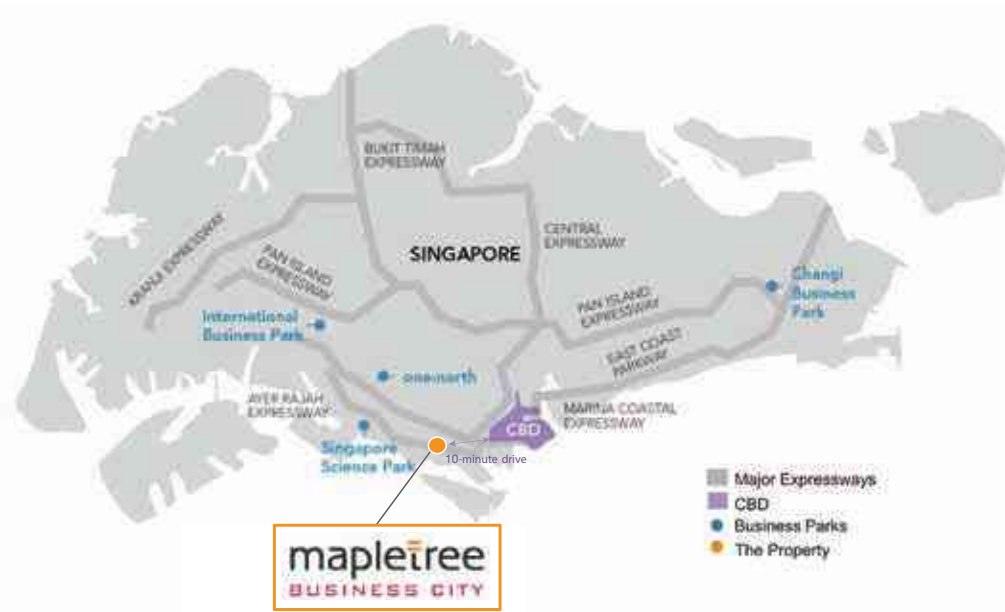 BUKIT TIMAH
EXPRESSWAY
KRANJI EXPRESSWAY
PAN ISLAND
EXPRESSWAY
SINGAPORE
CENTRAL
EXPRESSWAY
Changi
Business
Park
PAN ISLAND
EXPRESSWAY
International
Business Park
EAST COAST
PARKWAY
one-north
AYER RAJAH
EXPRESSWAY
MARINA COASTAL
EXPRESSWAY
CBD
Singapore
Science Park
10-minute drive
Major Expressways
CBD
Business Parks
The Property
mapletree
BUSINESS CITY